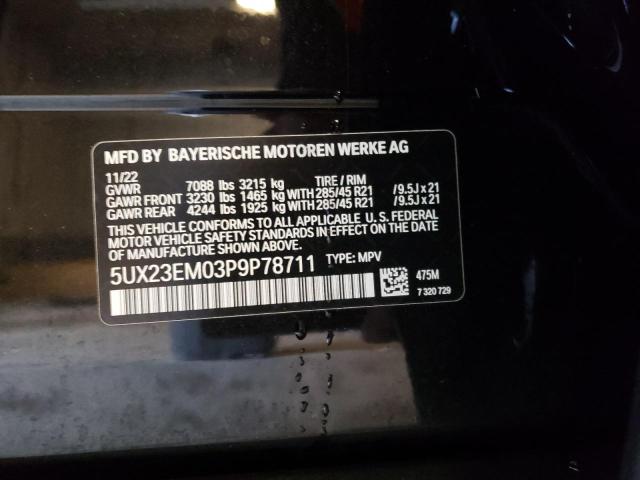 MFD BY BAYERISCHE MOTOREN WERKE AG
11/22
GVWR 7088 lbs 3215 kg TIRE / RIM
GAWR FRONT 3230 lbs 1465 kg WITH 285/45 R21 /9.5J x 21
GAWR REAR 4244 lbs 1925 kg WITH 285/45 R21 /9.5J x 21
THIS VEHICLE CONFORMS TO ALL APPLICABLE U.S. FEDERAL
MOTOR VEHICLE SAFETY STANDARDS IN EFFECT ON THE DATE
OF MANUFACTURE SHOWN ABOVE.
5UX23EM03P9P78711 TYPE: MPV
475M
7 320 729